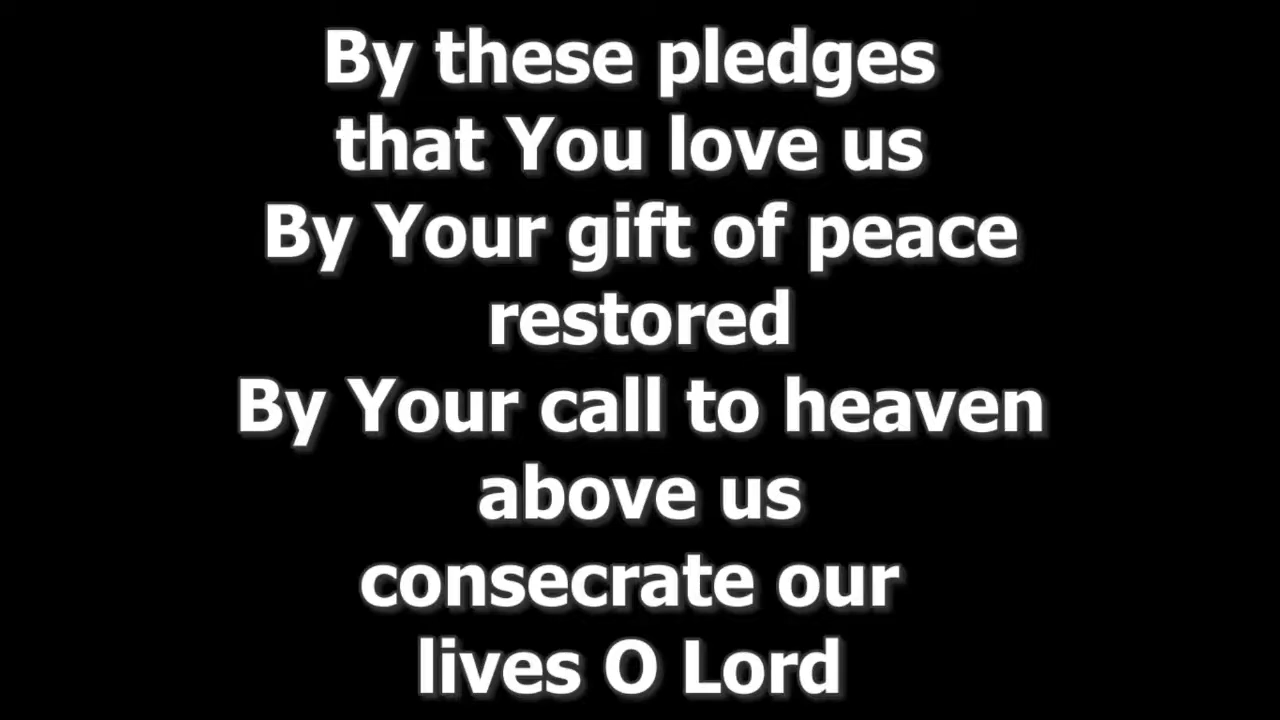 By these pledges
that You love us
By Your gift of peace
restored
By Your call to heaven
above us
consecrate our
lives O Lord